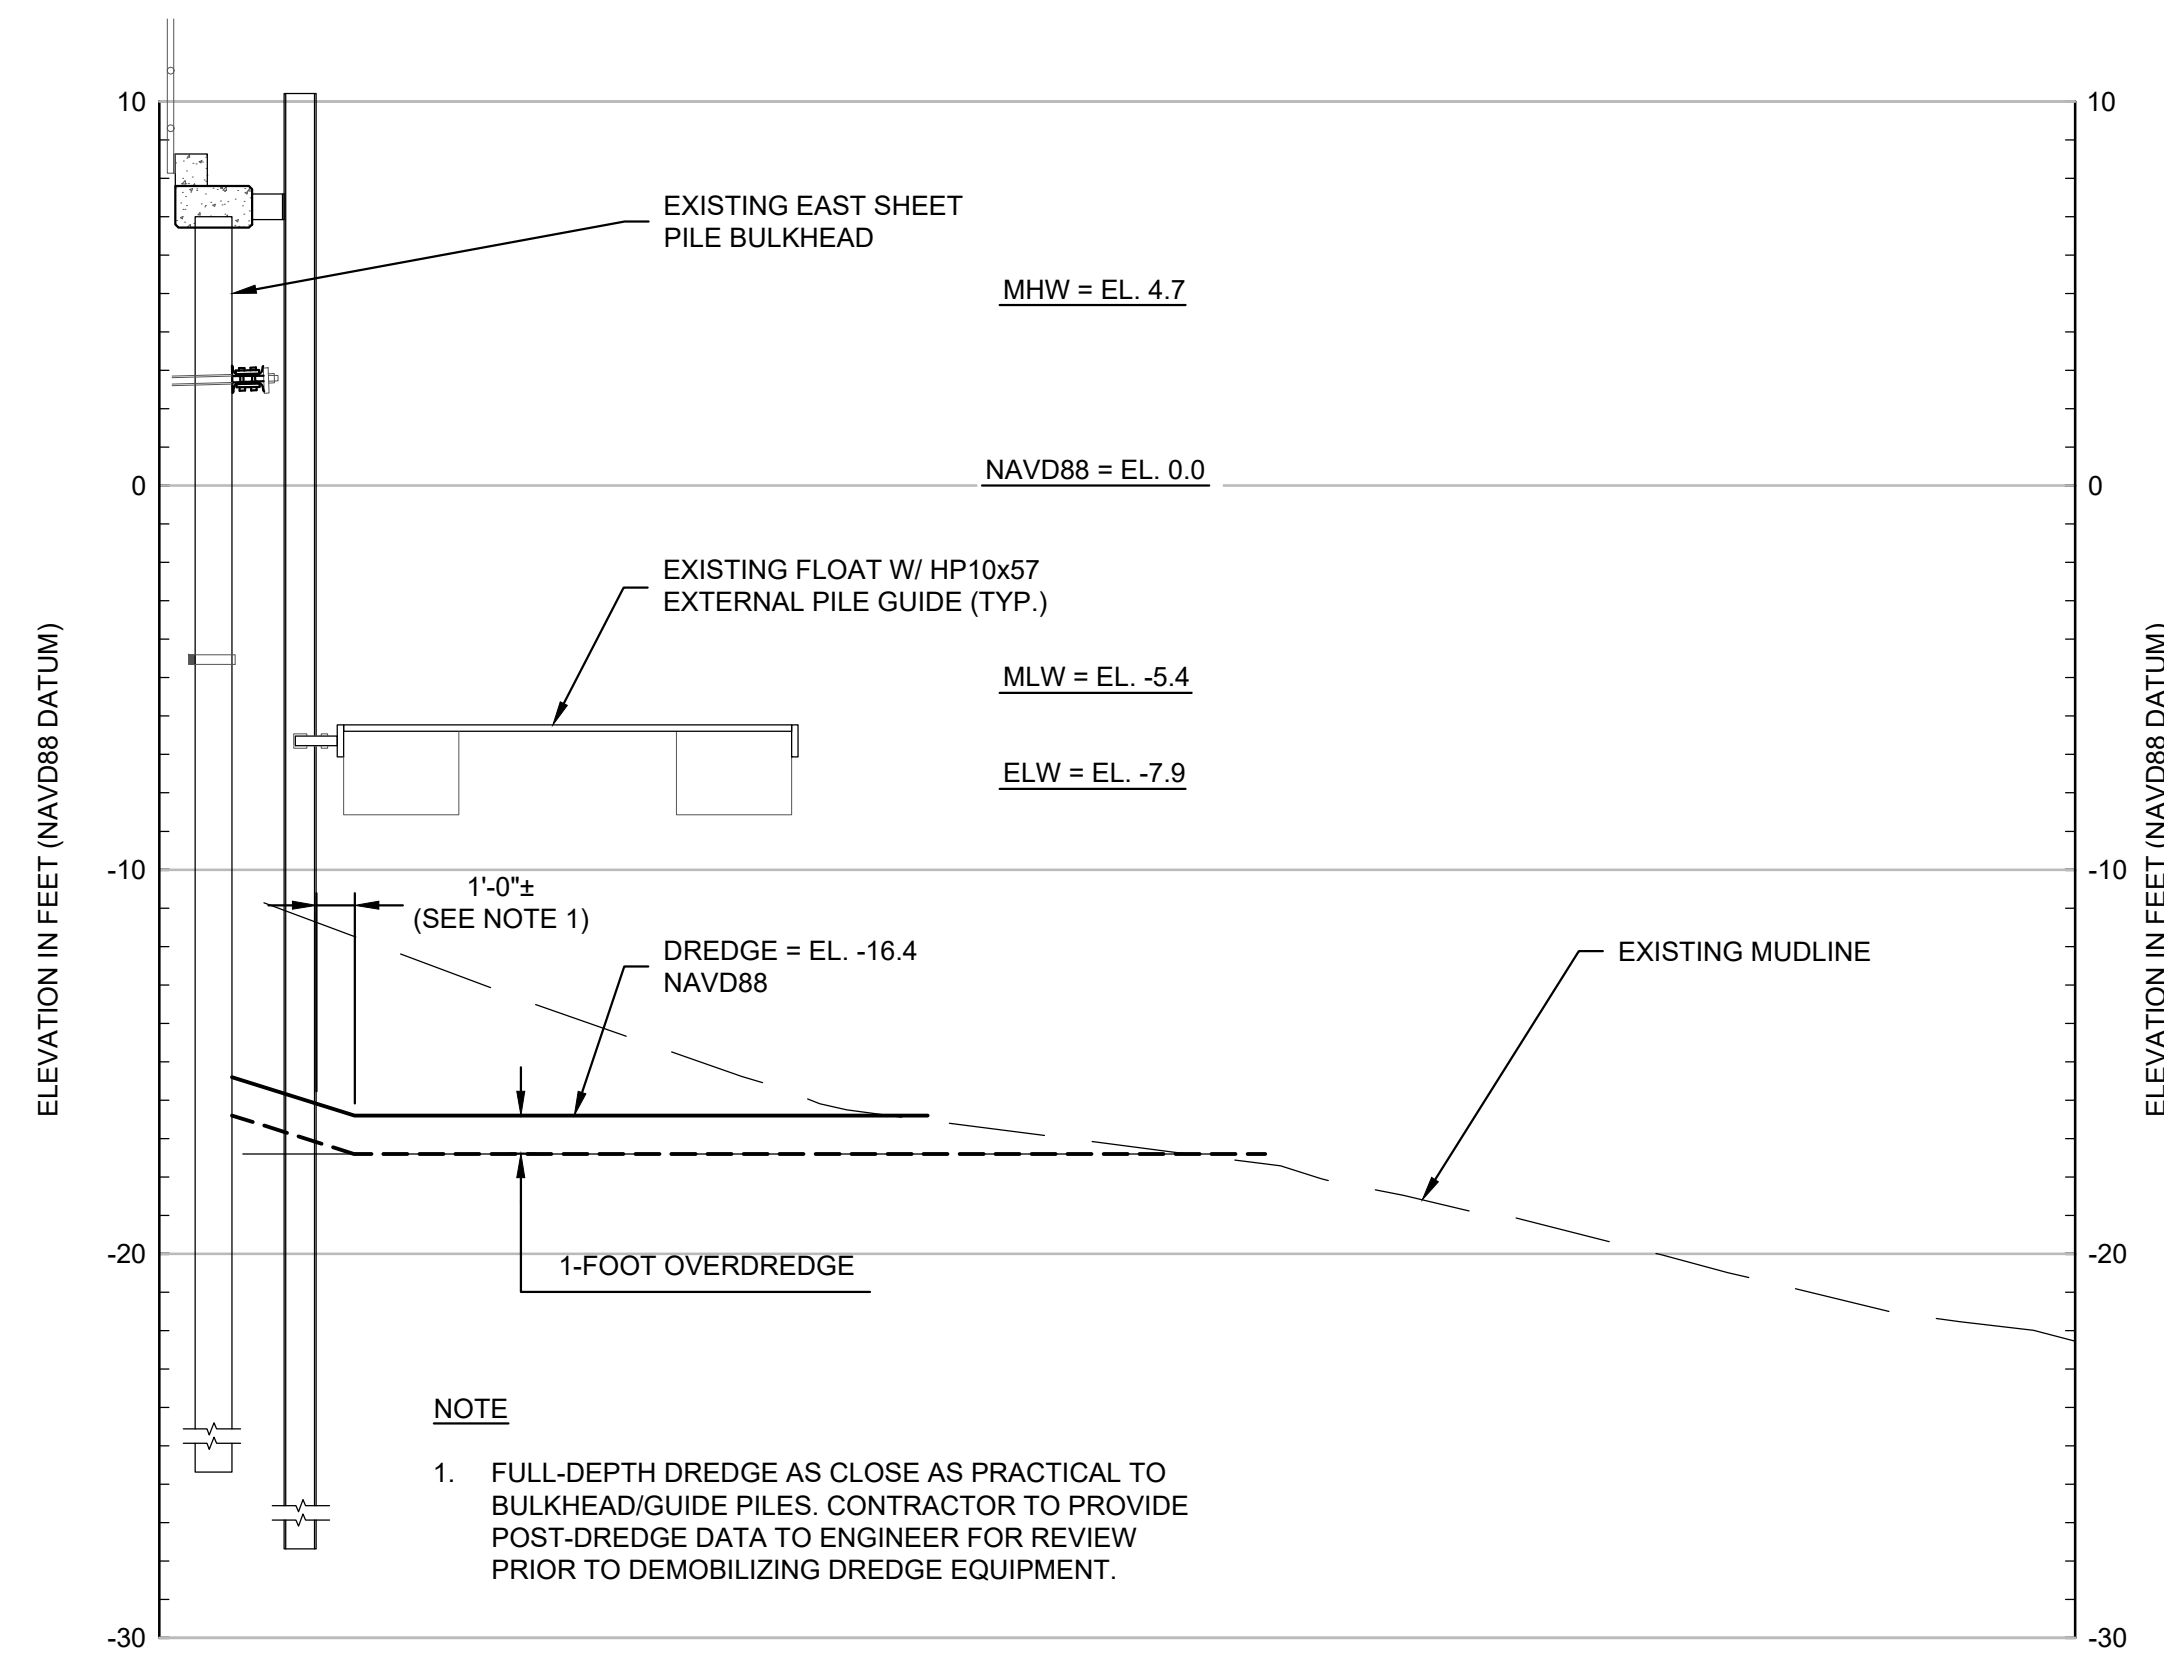 10
10
EXISTING EAST SHEET
PILE BULKHEAD
MHW = EL. 4.7
NAVD88 = EL. 0.0
0
0
EXISTING FLOAT W/ HP10x57
EXTERNAL PILE GUIDE (TYP.)
MLW = EL. -5.4
ELW = EL. -7.9
ELEVATION IN FEET (NAVD88 DATUM)
ELEVATION IN FEET (NAVD88 DATUM)
-10
-10
1'-0"±
(SEE NOTE 1)
DREDGE = EL. -16.4
NAVD88
EXISTING MUDLINE
-20
-20
1-FOOT OVERDREDGE
NOTE
1. FULL-DEPTH DREDGE AS CLOSE AS PRACTICAL TO
BULKHEAD/GUIDE PILES. CONTRACTOR TO PROVIDE
POST-DREDGE DATA TO ENGINEER FOR REVIEW
PRIOR TO DEMOBILIZING DREDGE EQUIPMENT.
-30
-30